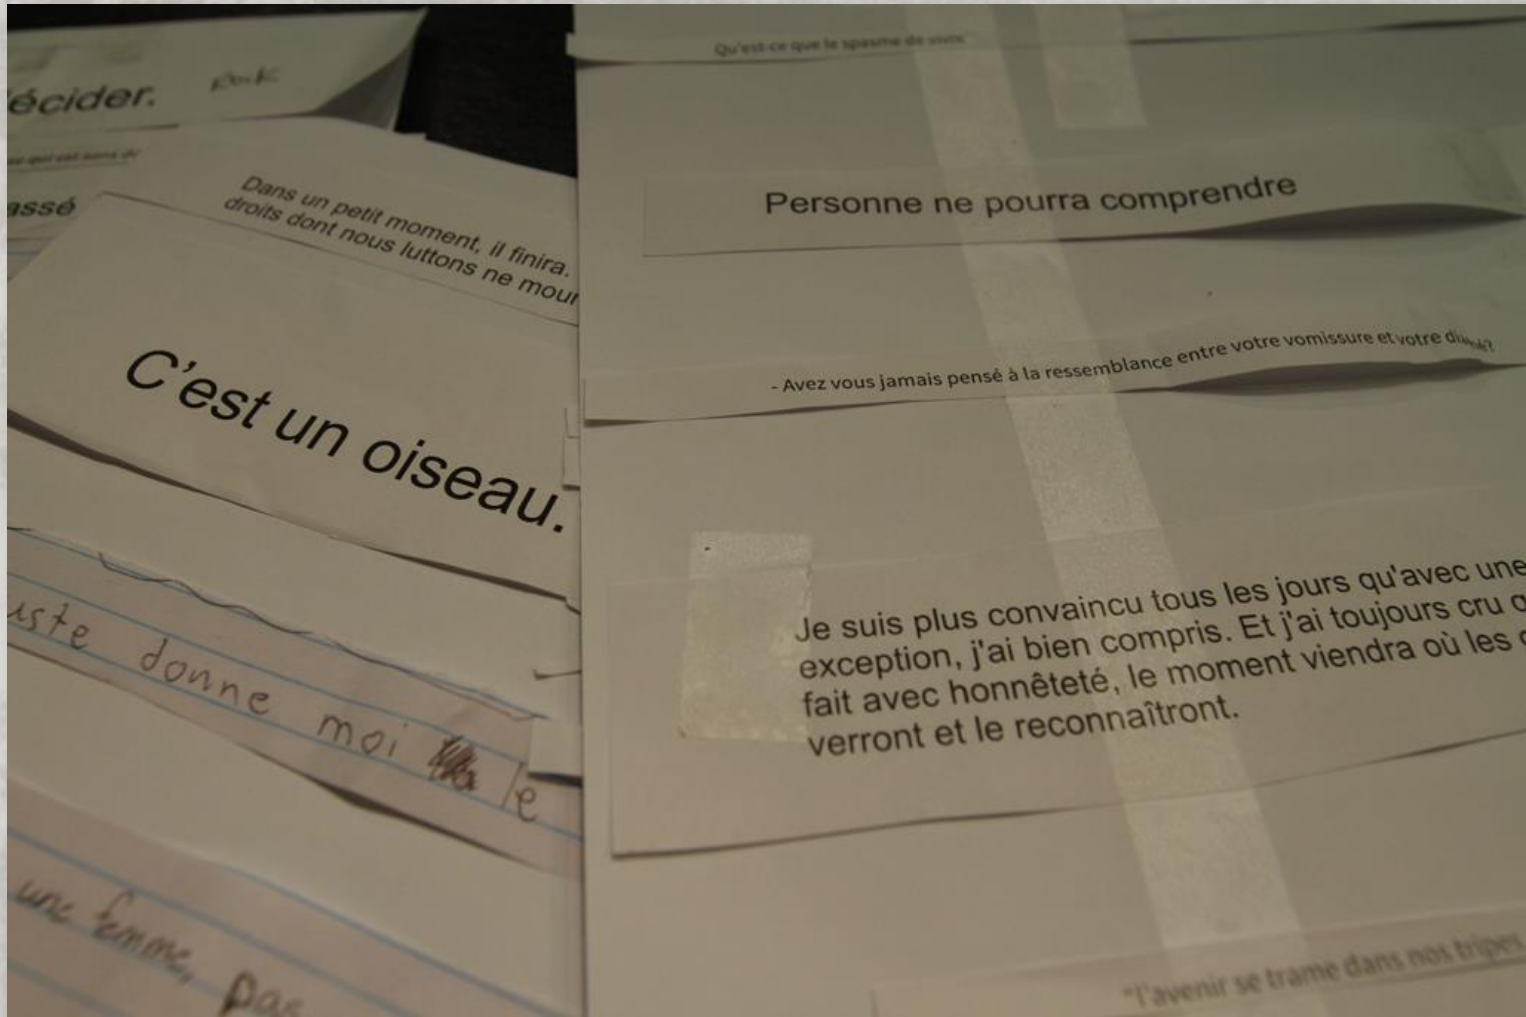 écider.
assé
Dans un petit moment, il finira.
droits dont nous luttons ne mour
C'est un oiseau.
uste donne moi le
une femme, pas
Qu'est-ce que le spasme de vivre
Personne ne pourra comprendre
- Avez vous jamais pensé à la ressemblance entre votre vomissure et votre
Je suis plus convaincu tous les jours qu'avec une
exception, j'ai bien compris. Et j'ai toujours cru q
fait avec honnêteté, le moment viendra où les
verront et le reconnaîtront.
"l'avenir se trame dans nos tripes